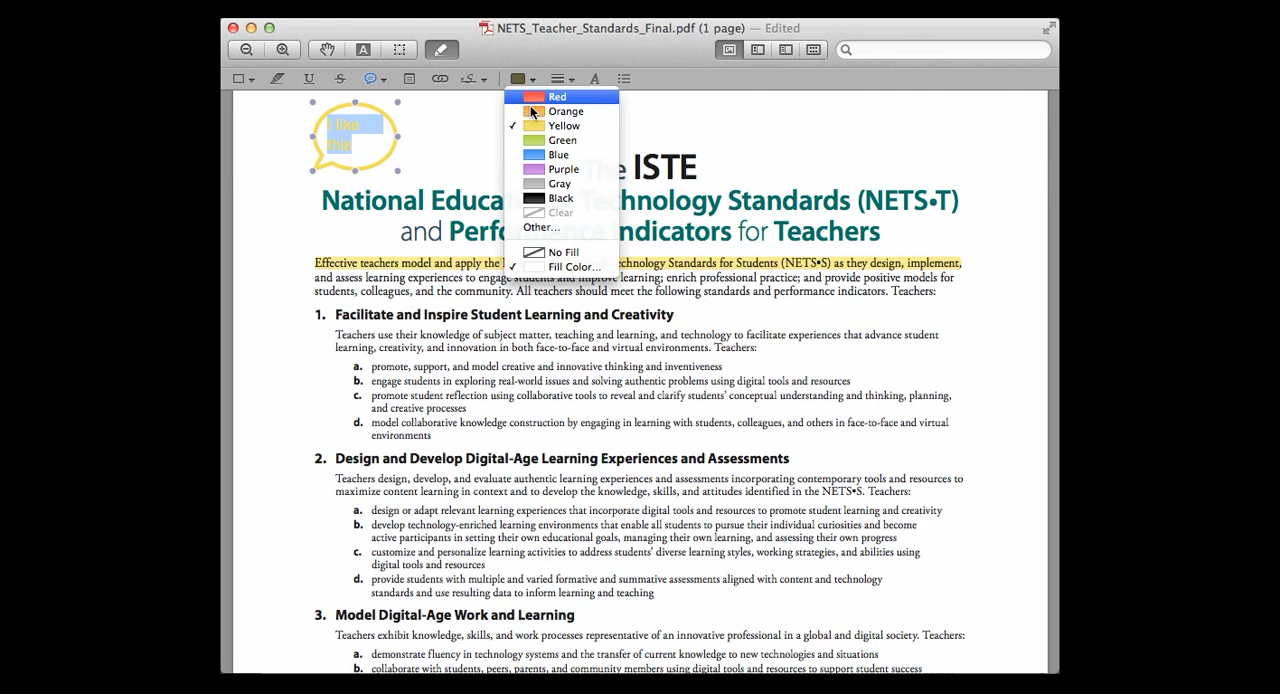 NETS_Teacher_Standards_Final.pdf (1 page) — Edited
A
U S A
I like
this
Red
Orange
Yellow
Green
Blue
Purple
Gray
Black
Clear
Other...
No Fill
Fill Color...
The ISTE
National Educ Technology Standards (NETS•T)
and Perfo Indicators for Teachers
Effective teachers model and apply the echnology Standards for Students (NETS•S) as they design, implement,
and assess learning experiences to engage students and improve learning; enrich professional practice; and provide positive models for
students, colleagues, and the community. All teachers should meet the following standards and performance indicators. Teachers:
1. Facilitate and Inspire Student Learning and Creativity
Teachers use their knowledge of subject matter, teaching and learning, and technology to facilitate experiences that advance student
learning, creativity, and innovation in both face-to-face and virtual environments. Teachers:
a. promote, support, and model creative and innovative thinking and inventiveness
b. engage students in exploring real-world issues and solving authentic problems using digital tools and resources
c. promote student reflection using collaborative tools to reveal and clarify students’ conceptual understanding and thinking, planning,
and creative processes
d. model collaborative knowledge construction by engaging in learning with students, colleagues, and others in face-to-face and virtual
environments
2. Design and Develop Digital-Age Learning Experiences and Assessments
Teachers design, develop, and evaluate authentic learning experiences and assessments incorporating contemporary tools and resources to
maximize content learning in context and to develop the knowledge, skills, and attitudes identified in the NETS•S. Teachers:
a. design or adapt relevant learning experiences that incorporate digital tools and resources to promote student learning and creativity
b. develop technology-enriched learning environments that enable all students to pursue their individual curiosities and become
active participants in setting their own educational goals, managing their own learning, and assessing their own progress
c. customize and personalize learning activities to address students’ diverse learning styles, working strategies, and abilities using
digital tools and resources
d. provide students with multiple and varied formative and summative assessments aligned with content and technology
standards and use resulting data to inform learning and teaching
3. Model Digital-Age Work and Learning
Teachers exhibit knowledge, skills, and work processes representative of an innovative professional in a global and digital society. Teachers:
a. demonstrate fluency in technology systems and the transfer of current knowledge to new technologies and situations
b. collaborate with students, peers, parents, and community members using digital tools and resources to support student success